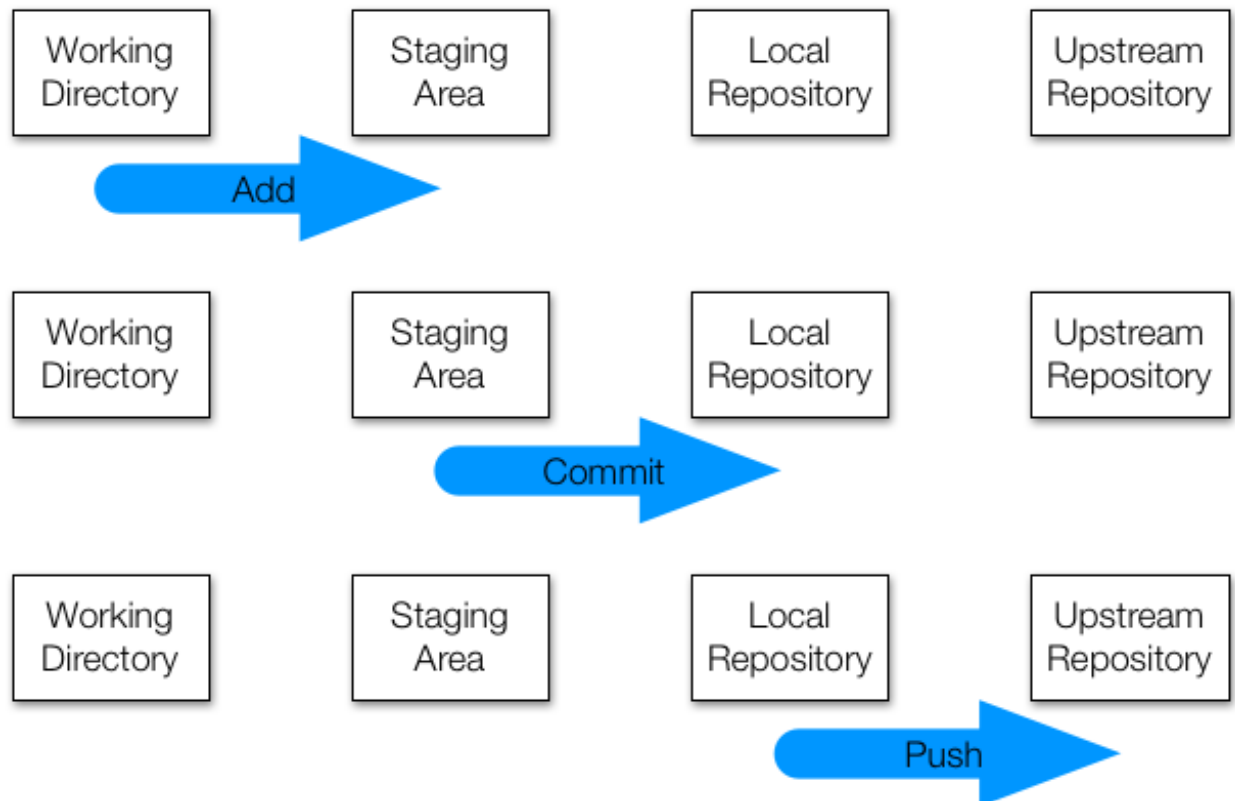 Working
Directory
Staging
Area
Local
Repository
Upstream
Repository
Add
Working
Directory
Staging
Area
Local
Repository
Upstream
Repository
Commit
Working
Directory
Staging
Area
Local
Repository
Upstream
Repository
Push